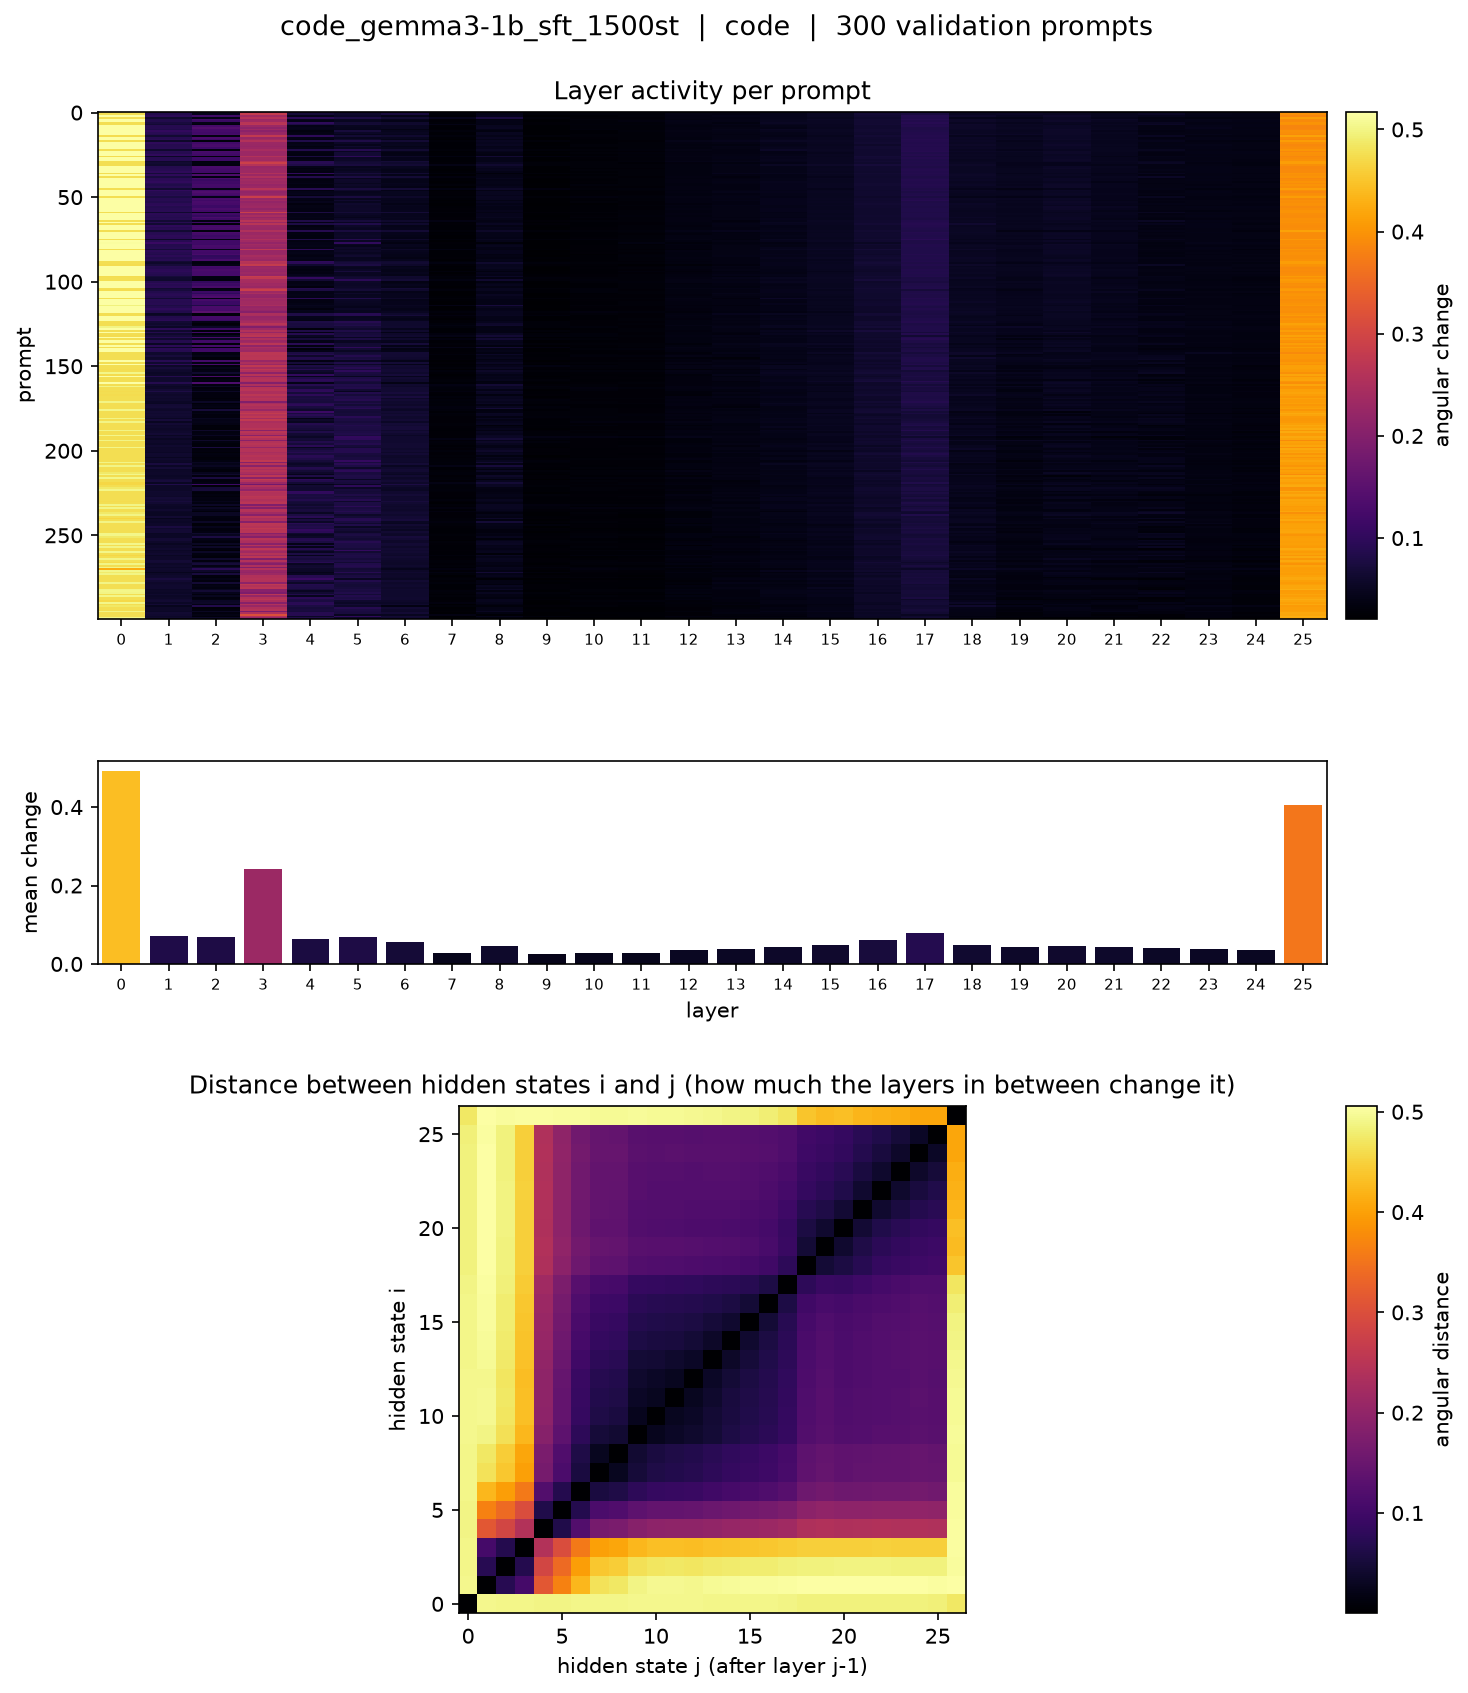 code_gemma3-1b_sft_1500st | code | 300 validation prompts
Layer activity per prompt
prompt
0
50
100
150
200
250
0 1 2 3 4 5 6 7 8 9 10 11 12 13 14 15 16 17 18 19 20 21 22 23 24 25
0.5
0.4
0.3
0.2
0.1
angular change
mean change
0.4
0.2
0.0
0 1 2 3 4 5 6 7 8 9 10 11 12 13 14 15 16 17 18 19 20 21 22 23 24 25
layer
Distance between hidden states i and j (how much the layers in between change it)
hidden state i
25
20
15
10
5
0
0 5 10 15 20 25
hidden state j (after layer j-1)
0.5
0.4
0.3
0.2
0.1
angular distance